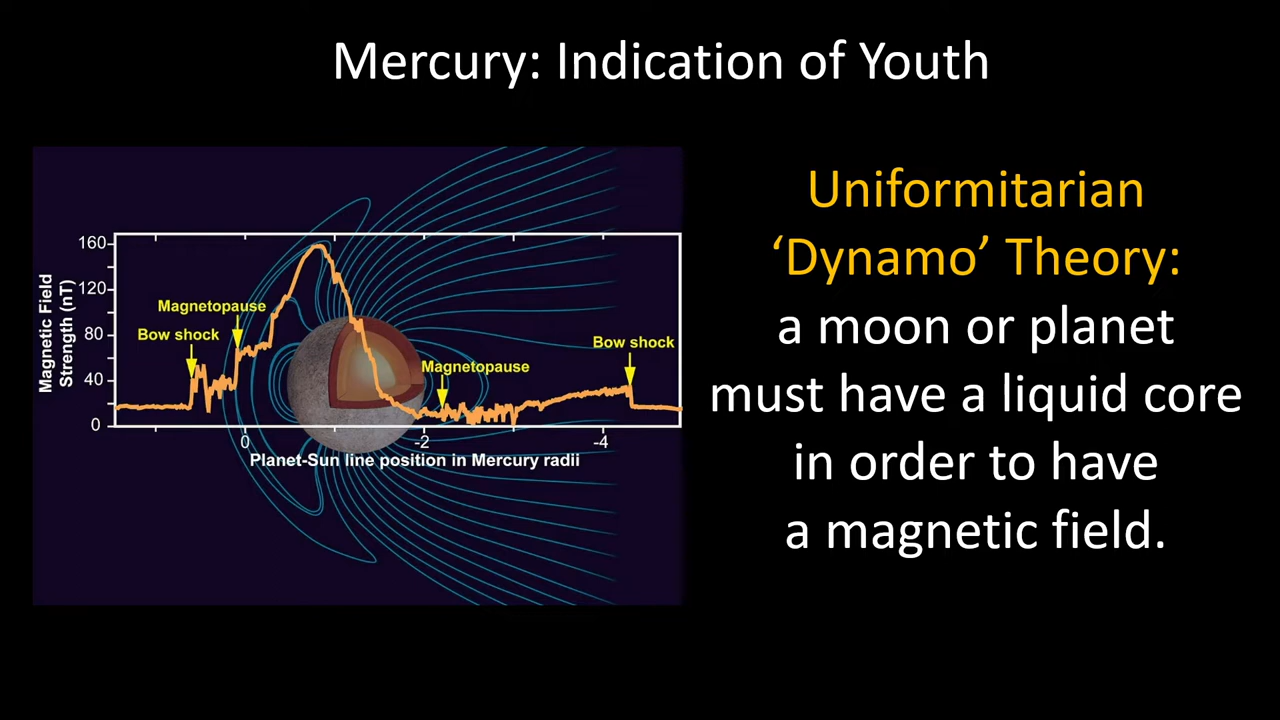 Mercury: Indication of Youth
160
120
80
40
0
Magnetic Field
Strength (nT)
Magnetopause
Bow shock
Magnetopause
Bow shock
0
-2
-4
Planet-Sun line position in Mercury radii
Uniformitarian
‘Dynamo’ Theory:
a moon or planet
must have a liquid core
in order to have
a magnetic field.